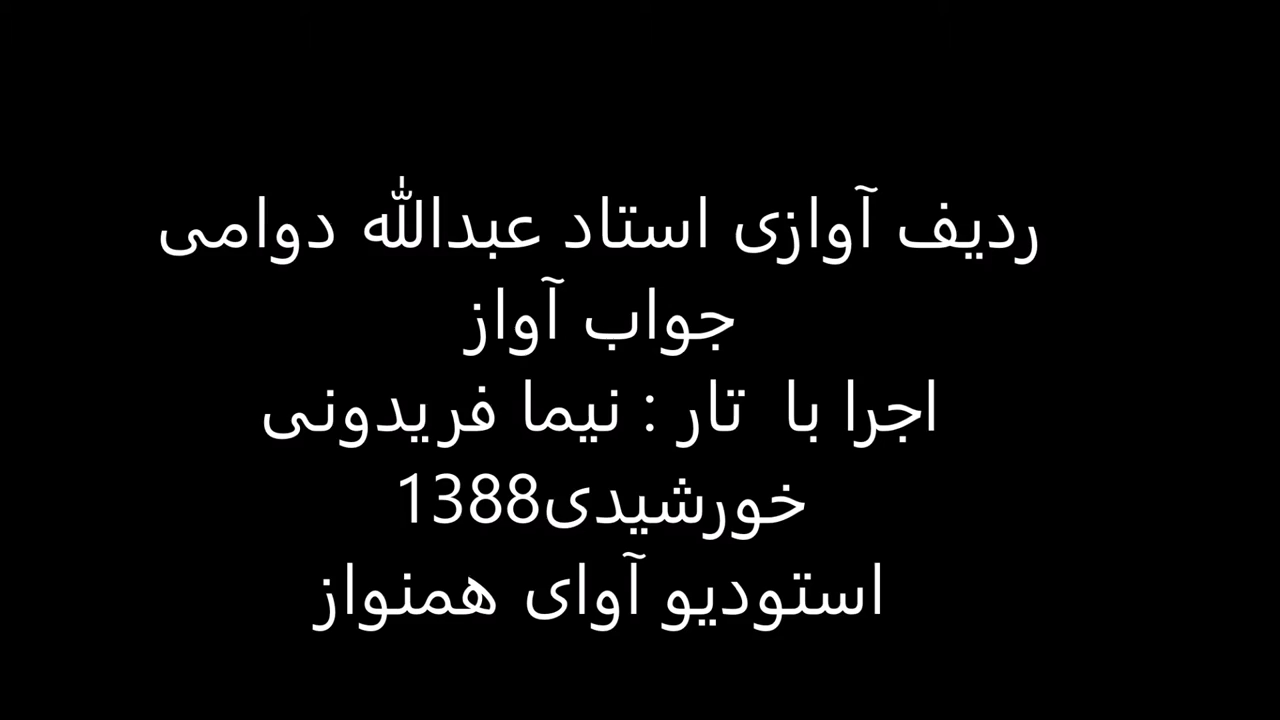 ردیف آوازی استاد عبدالله دوامی
جواب آواز
اجرا با  تار : نیما فریدونی
خورشیدی1388
استودیو آوای همنواز